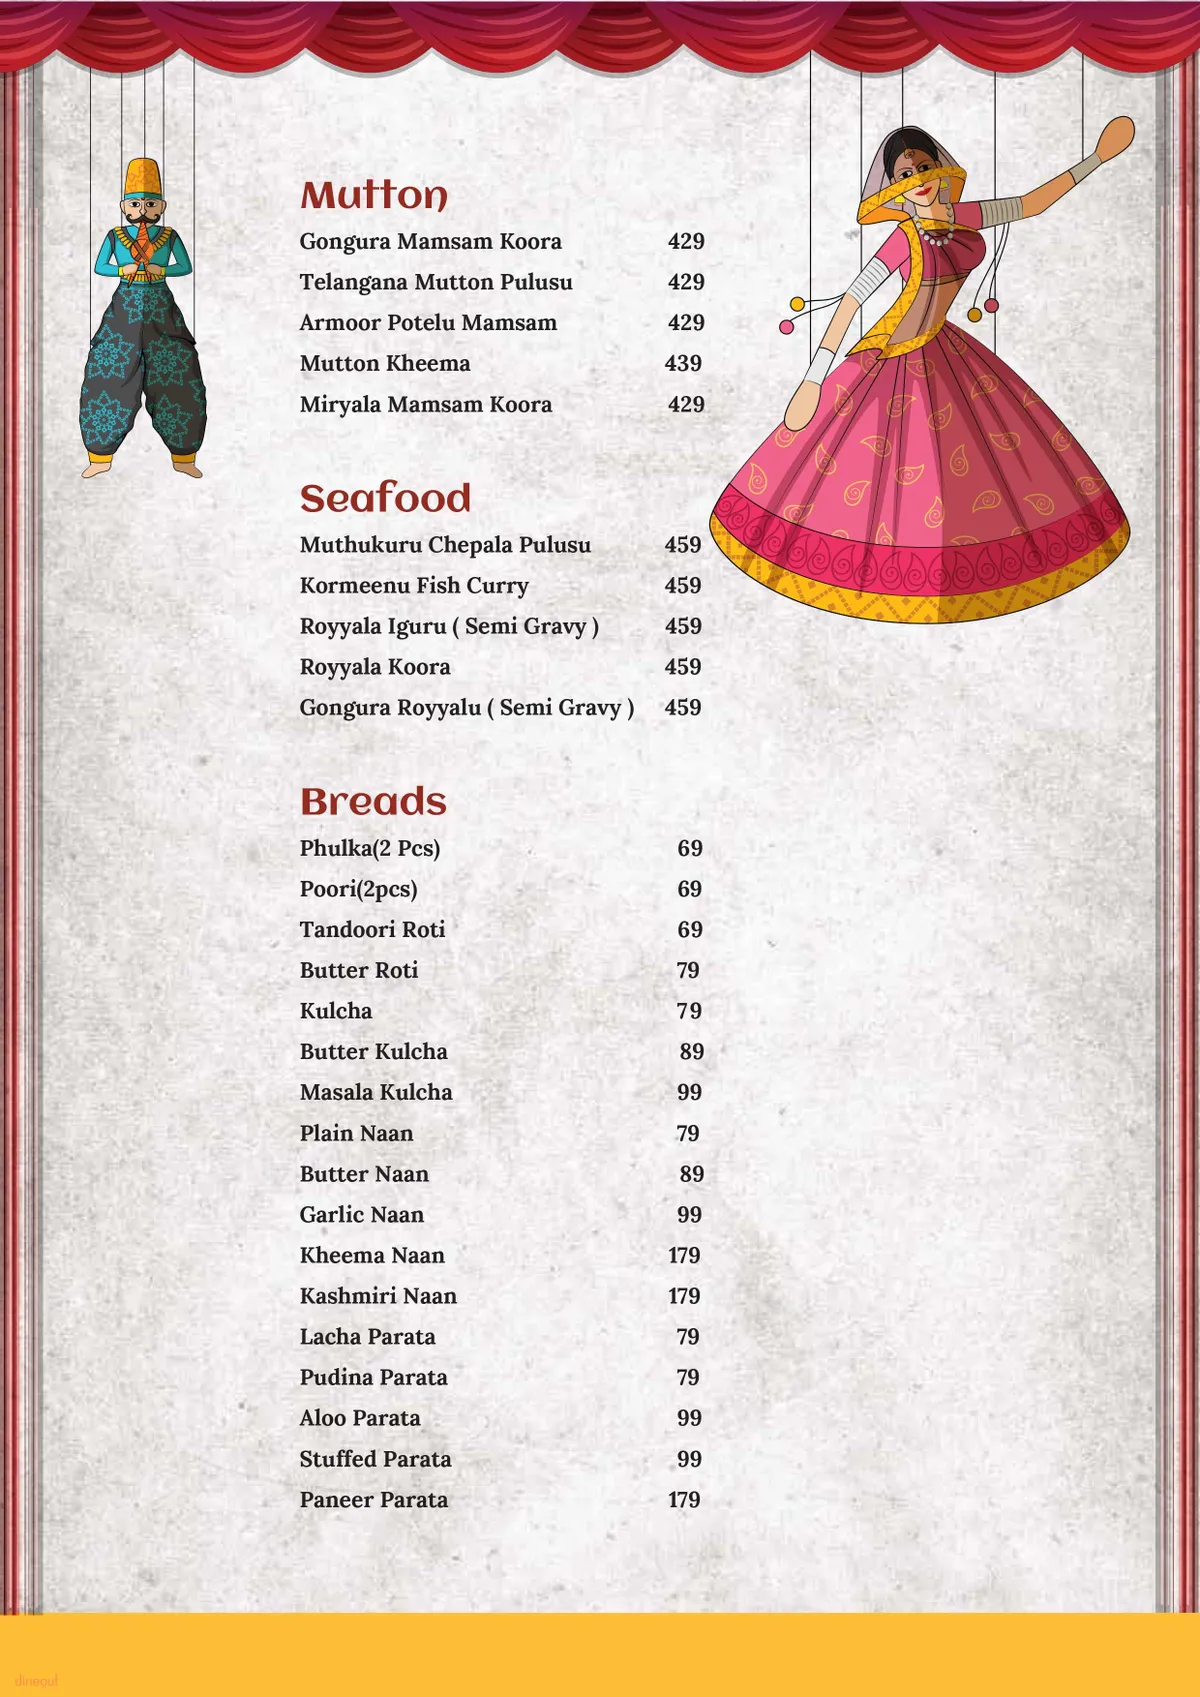 Mutton
Gongura Mamsam Koora 429
Telangana Mutton Pulusu 429
Armoor Potelu Mamsam 429
Mutton Kheema 439
Miryala Mamsam Koora 429
Seafood
Muthukuru Chepala Pulusu 459
Kormeenu Fish Curry 459
Royyala Iguru ( Semi Gravy ) 459
Royyala Koora 459
Gongura Royyalu ( Semi Gravy ) 459
Breads
Phulka(2 Pcs) 69
Poori(2pcs) 69
Tandoori Roti 69
Butter Roti 79
Kulcha 79
Butter Kulcha 89
Masala Kulcha 99
Plain Naan 79
Butter Naan 89
Garlic Naan 99
Kheema Naan 179
Kashmiri Naan 179
Lacha Parata 79
Pudina Parata 79
Aloo Parata 99
Stuffed Parata 99
Paneer Parata 179
dineout